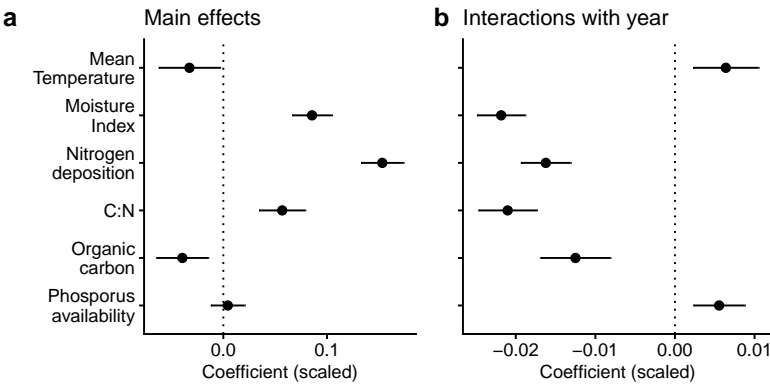 a Main effects
b Interactions with year
Mean
Temperature
Moisture
Index
Nitrogen
deposition
C:N
Organic
carbon
Phosporus
availability
0.0 0.1
Coefficient (scaled)
−0.02 −0.01 0.00 0.01
Coefficient (scaled)